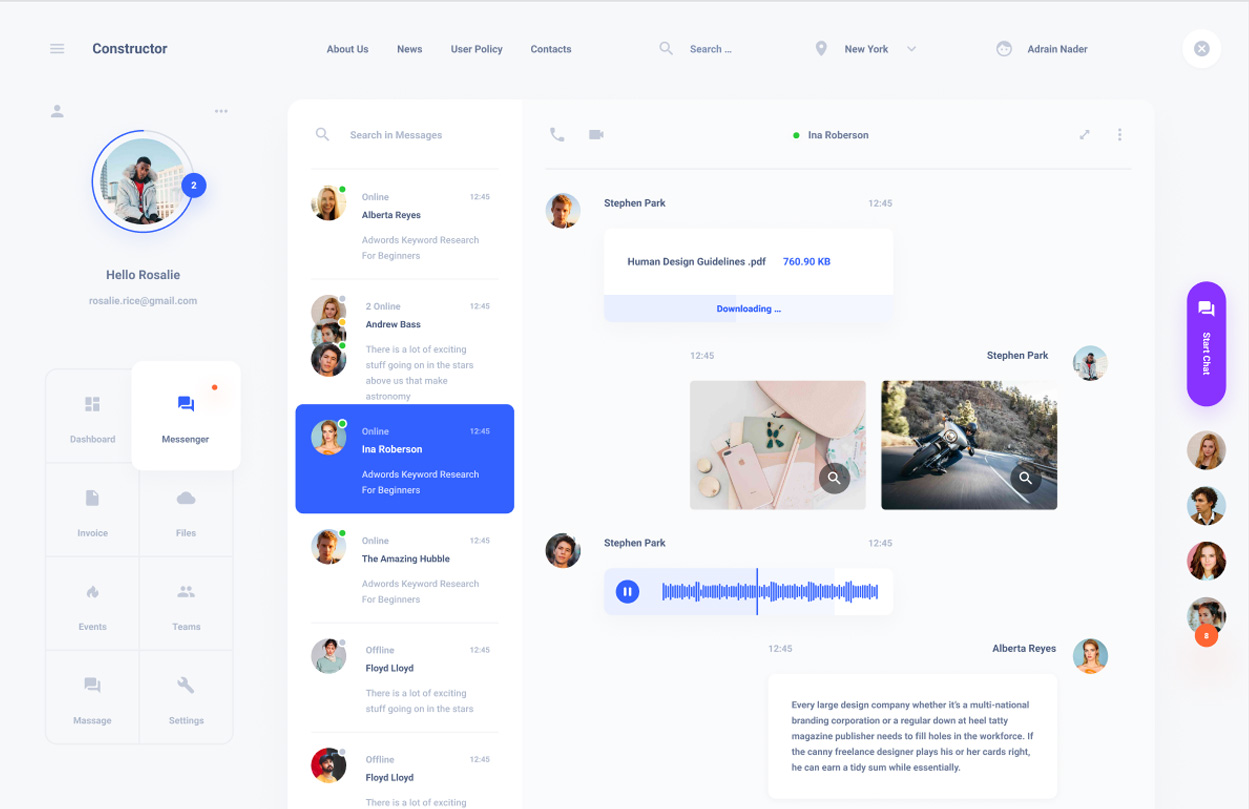 Constructor
About Us
News
User Policy
Contacts
Search ...
New York
Adrain Nader
2
Hello Rosalie
rosalie.rice@gmail.com
Dashboard
Messenger
Invoice
Files
Events
Teams
Massage
Settings
Search in Messages
Online 12:45
Alberta Reyes
Adwords Keyword Research
For Beginners
2 Online 12:45
Andrew Bass
There is a lot of exciting
stuff going on in the stars
above us that make
astronomy
Online 12:45
Ina Roberson
Adwords Keyword Research
For Beginners
Online 12:45
The Amazing Hubble
Adwords Keyword Research
For Beginners
Offline 12:45
Floyd Lloyd
There is a lot of exciting
stuff going on in the stars
Offline 12:45
Floyd Lloyd
There is a lot of exciting
Ina Roberson
Stephen Park 12:45
Human Design Guidelines .pdf 760.90 KB
Downloading ...
12:45 Stephen Park
Stephen Park 12:45
12:45 Alberta Reyes
Every large design company whether it's a multi-national
branding corporation or a regular down at heel tatty
magazine publisher needs to fill holes in the workforce. If
the canny freelance designer plays his or her cards right,
he can earn a tidy sum while essentially.
Start Chat
8